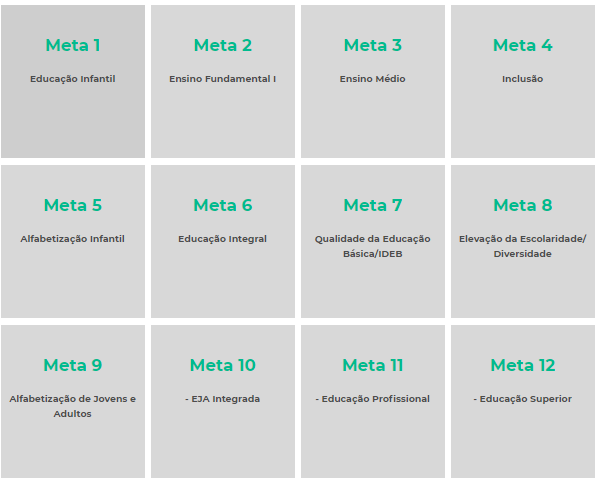 Meta 1
Educação Infantil
Meta 2
Ensino Fundamental I
Meta 3
Ensino Médio
Meta 4
Inclusão
Meta 5
Alfabetização Infantil
Meta 6
Educação Integral
Meta 7
Qualidade da Educação
Básica/IDEB
Meta 8
Elevação da Escolaridade/
Diversidade
Meta 9
Alfabetização de Jovens e
Adultos
Meta 10
- EJA Integrada
Meta 11
- Educação Profissional
Meta 12
- Educação Superior